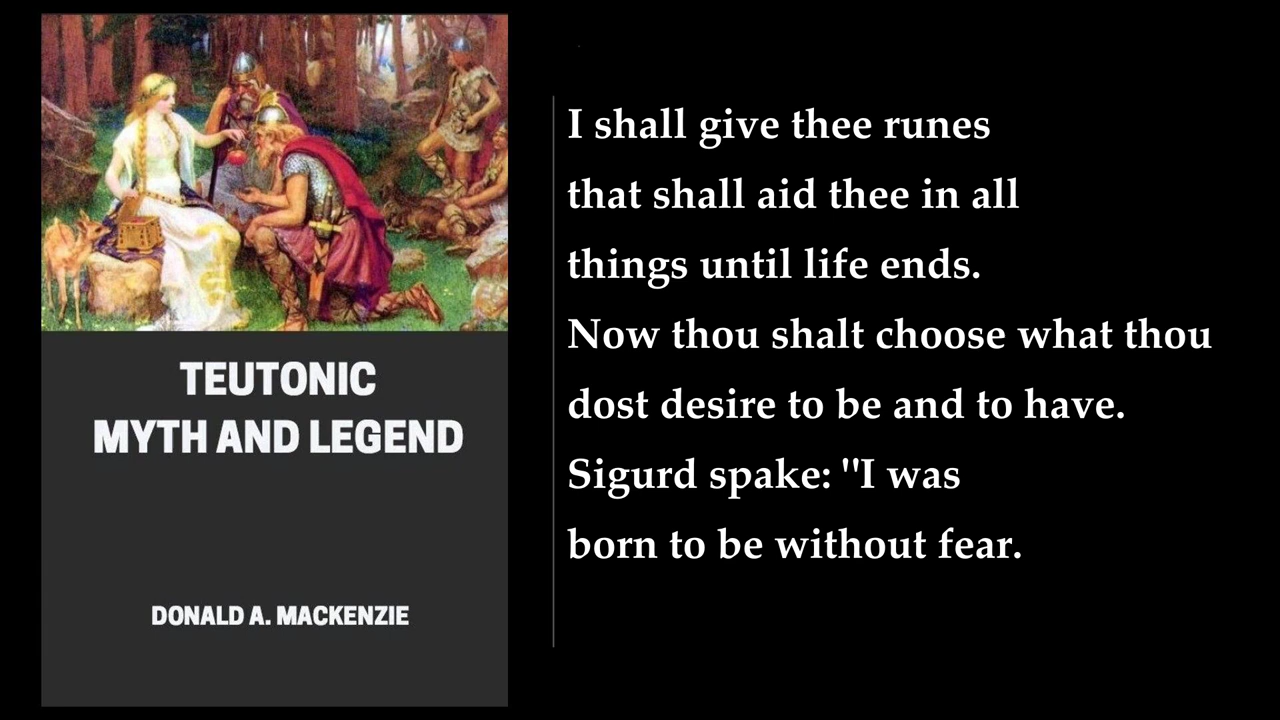 TEUTONIC
MYTH AND LEGEND
DONALD A. MACKENZIE
I shall give thee runes
that shall aid thee in all
things until life ends.
Now thou shalt choose what thou
dost desire to be and to have.
Sigurd spake: "I was
born to be without fear.